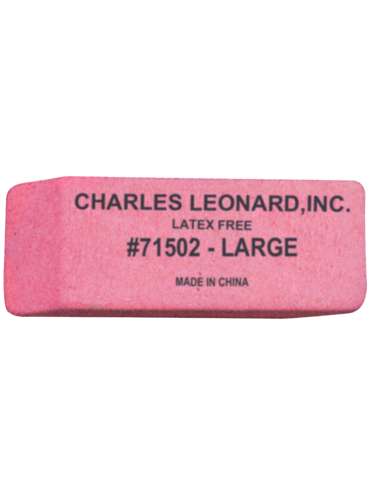 CHARLES LEONARD,INC.
LATEX FREE
#71502 - LARGE
MADE IN CHINA